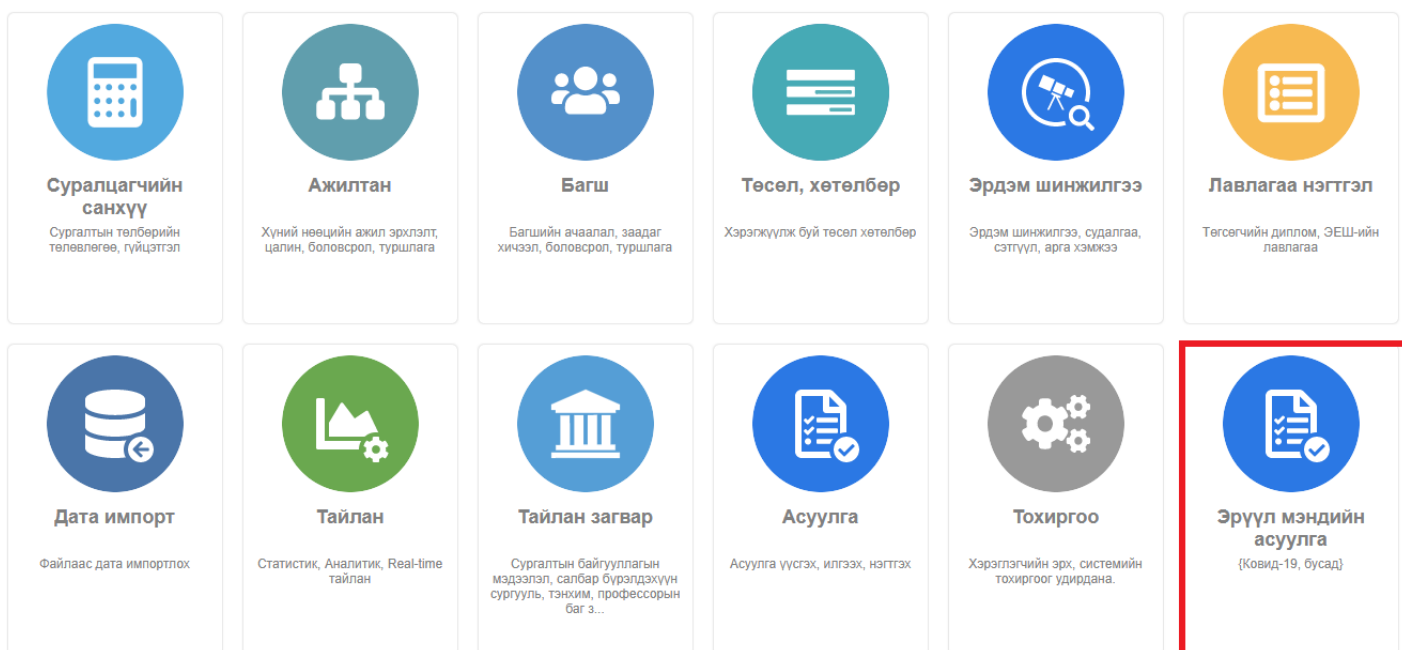 Суралцагчийн
санхүү
Сургалтын төлбөрийн
төлөвлөгөө, гүйцэтгэл
Ажилтан
Хүний нөөцийн ажил эрхлэлт,
цалин, боловсрол, туршлага
Багш
Багшийн ачаалал, заадаг
хичээл, боловсрол, туршлага
Төсөл, хөтөлбөр
Хэрэгжүүлж буй төсөл хөтөлбөр
Эрдэм шинжилгээ
Эрдэм шинжилгээ, судалгаа,
сэтгүүл, арга хэмжээ
Лавлагаа нэгтгэл
Төгсөгчийн диплом, ЭЕШ-ийн
лавлагаа
Дата импорт
Файлаас дата импортлох
Тайлан
Статистик, Аналитик, Real-time
тайлан
Тайлан загвар
Сургалтын байгууллагын
мэдээлэл, салбар бүрэлдэхүүн
сургууль, тэнхим, профессорын
баг з...
Асуулга
Асуулга үүсгэх, илгээх, нэгтгэх
Тохиргоо
Хэрэглэгчийн эрх, системийн
тохиргоог удирдана.
Эрүүл мэндийн
асуулга
{Ковид-19, бусад}